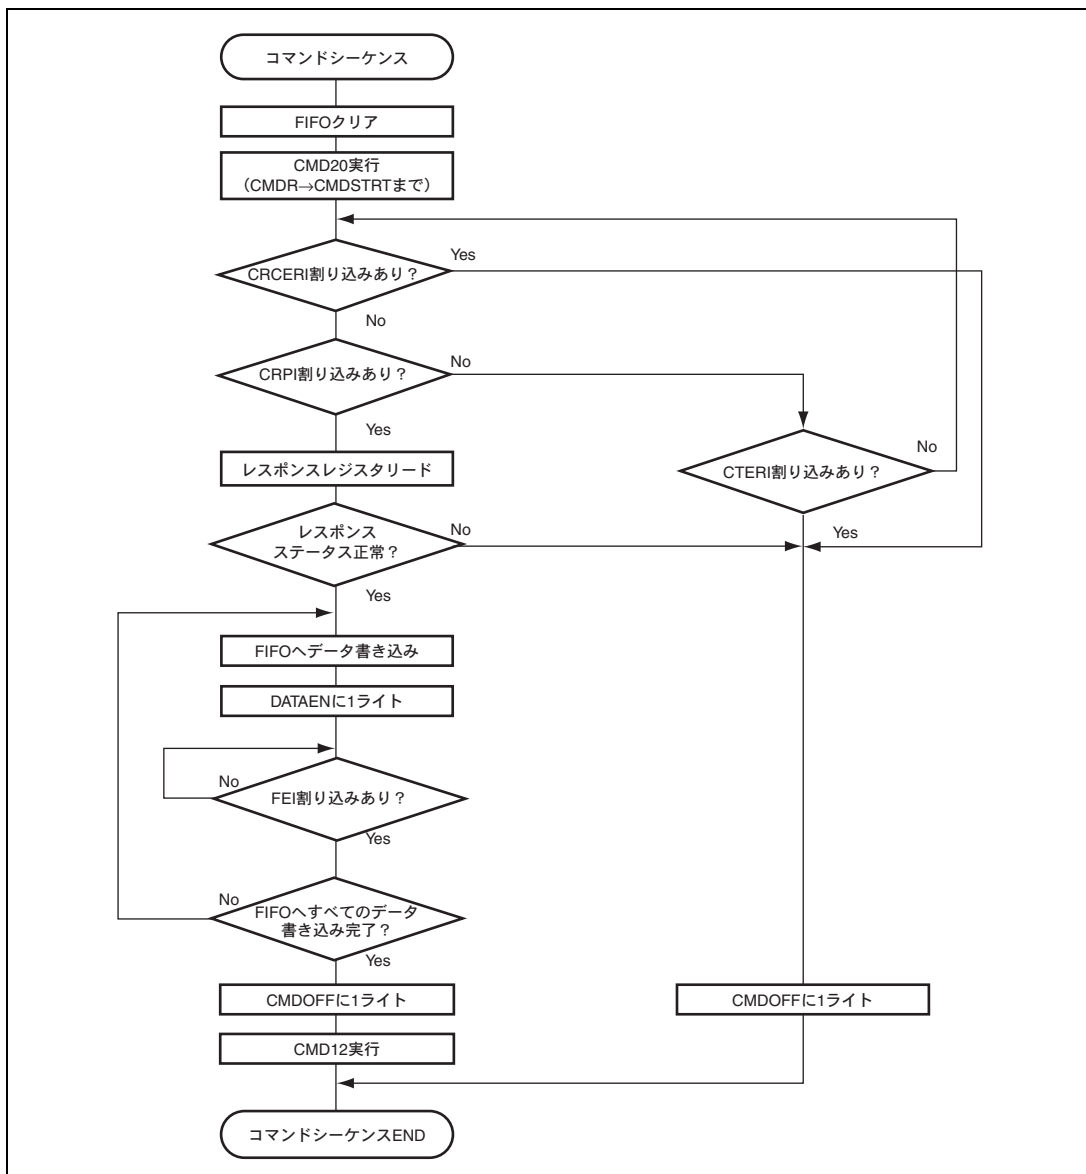 コマンドシーケンス
FIFOクリア
CMD20実行
（CMDR→CMDSTRTまで）
CRCERI割り込みあり？
Yes
No
CRPI割り込みあり？
No
Yes
レスポンスレジスタリード
CTERI割り込みあり？
No
Yes
レスポンス
ステータス正常？
No
Yes
FIFOへデータ書き込み
DATAENに1ライト
No
FEI割り込みあり？
Yes
No
FIFOへすべてのデータ
書き込み完了？
Yes
CMDOFFに1ライト
CMDOFFに1ライト
CMD12実行
コマンドシーケンスEND